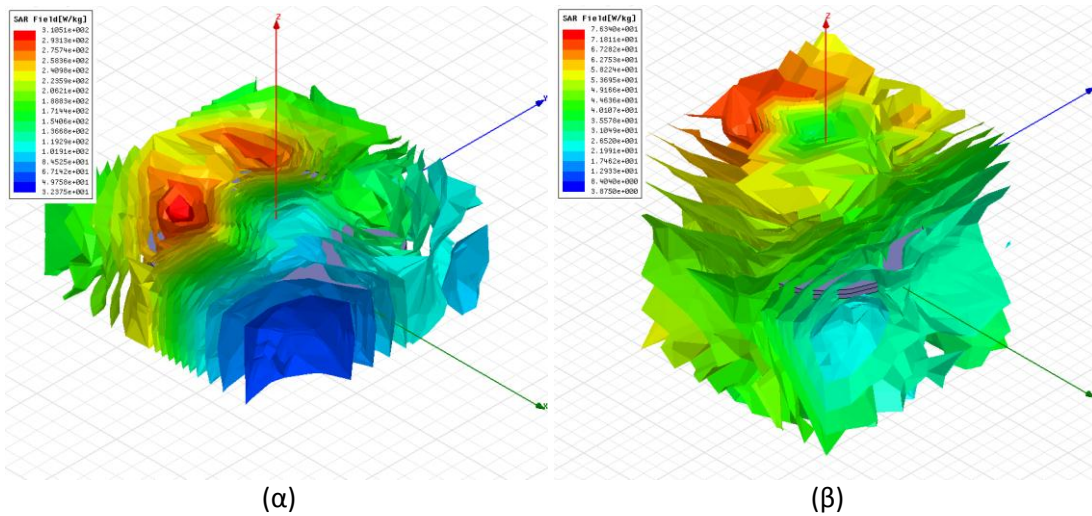 SAR Field[W/kg]
3.1051e+002
2.9313e+002
2.7574e+002
2.5836e+002
2.4098e+002
2.2359e+002
2.0621e+002
1.8883e+002
1.7144e+002
1.5406e+002
1.3668e+002
1.1929e+002
1.0191e+002
8.4525e+001
6.7142e+001
4.9758e+001
3.2375e+001
Z
Y
X
SAR Field[W/kg]
7.6340e+001
7.1811e+001
6.7282e+001
6.2753e+001
5.8224e+001
5.3695e+001
4.9166e+001
4.4636e+001
4.0107e+001
3.5578e+001
3.1049e+001
2.6520e+001
2.1991e+001
1.7462e+001
1.2933e+001
8.4040e+000
3.8750e+000
Z
(α)
(β)